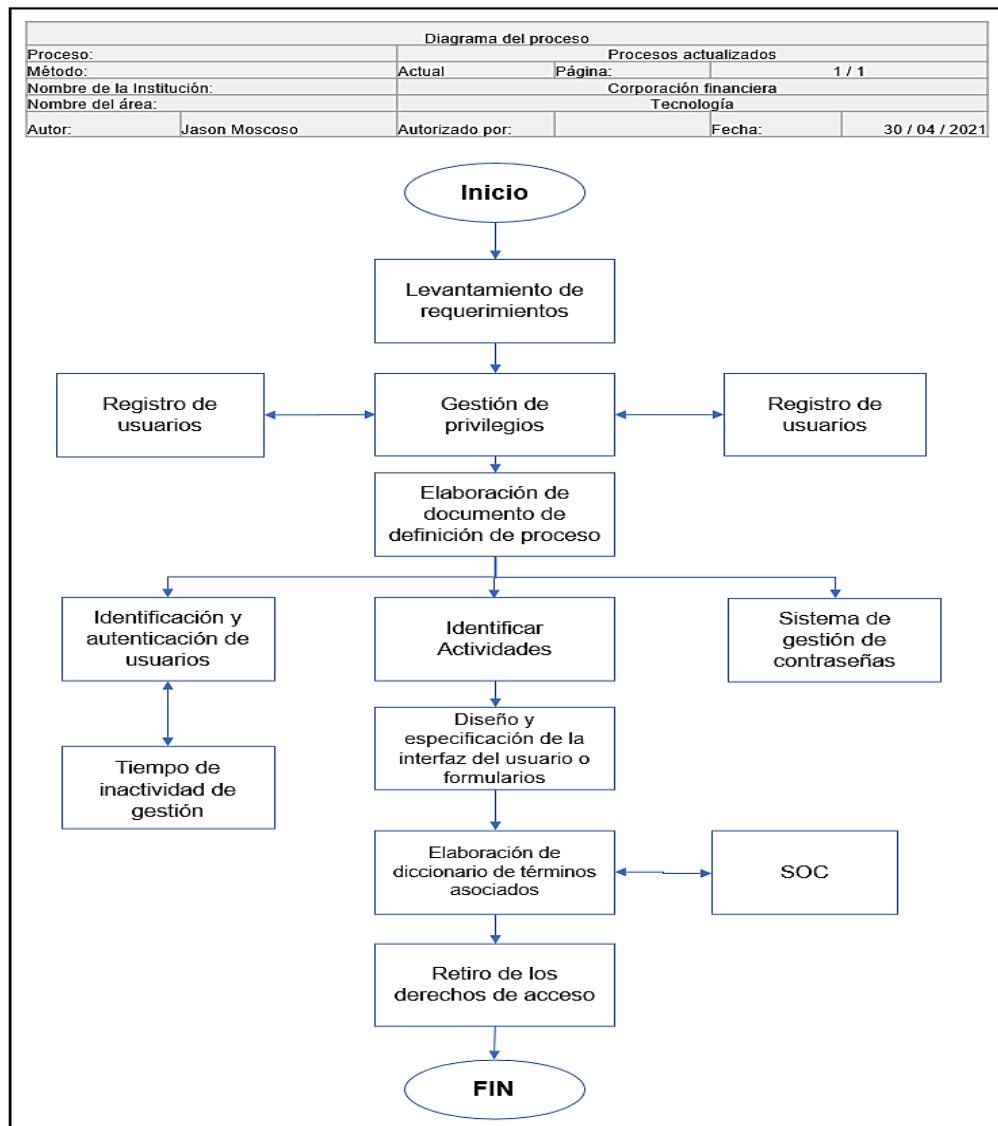 Diagrama del proceso
Proceso: Procesos actualizados
Método: Actual Página: 1 / 1
Nombre de la Institución: Corporación financiera
Nombre del área: Tecnología
Autor: Jason Moscoso Autorizado por: Fecha: 30 / 04 / 2021
Inicio
Levantamiento de
requerimientos
Registro de
usuarios
Gestión de
privilegios
Registro de
usuarios
Elaboración de
documento de
definición de proceso
Identificación y
autenticación de
usuarios
Identificar
Actividades
Sistema de
gestión de
contraseñas
Tiempo de
inactividad de
gestión
Diseño y
especificación de la
interfaz del usuario o
formularios
Elaboración de
diccionario de términos
asociados
SOC
Retiro de los
derechos de acceso
FIN